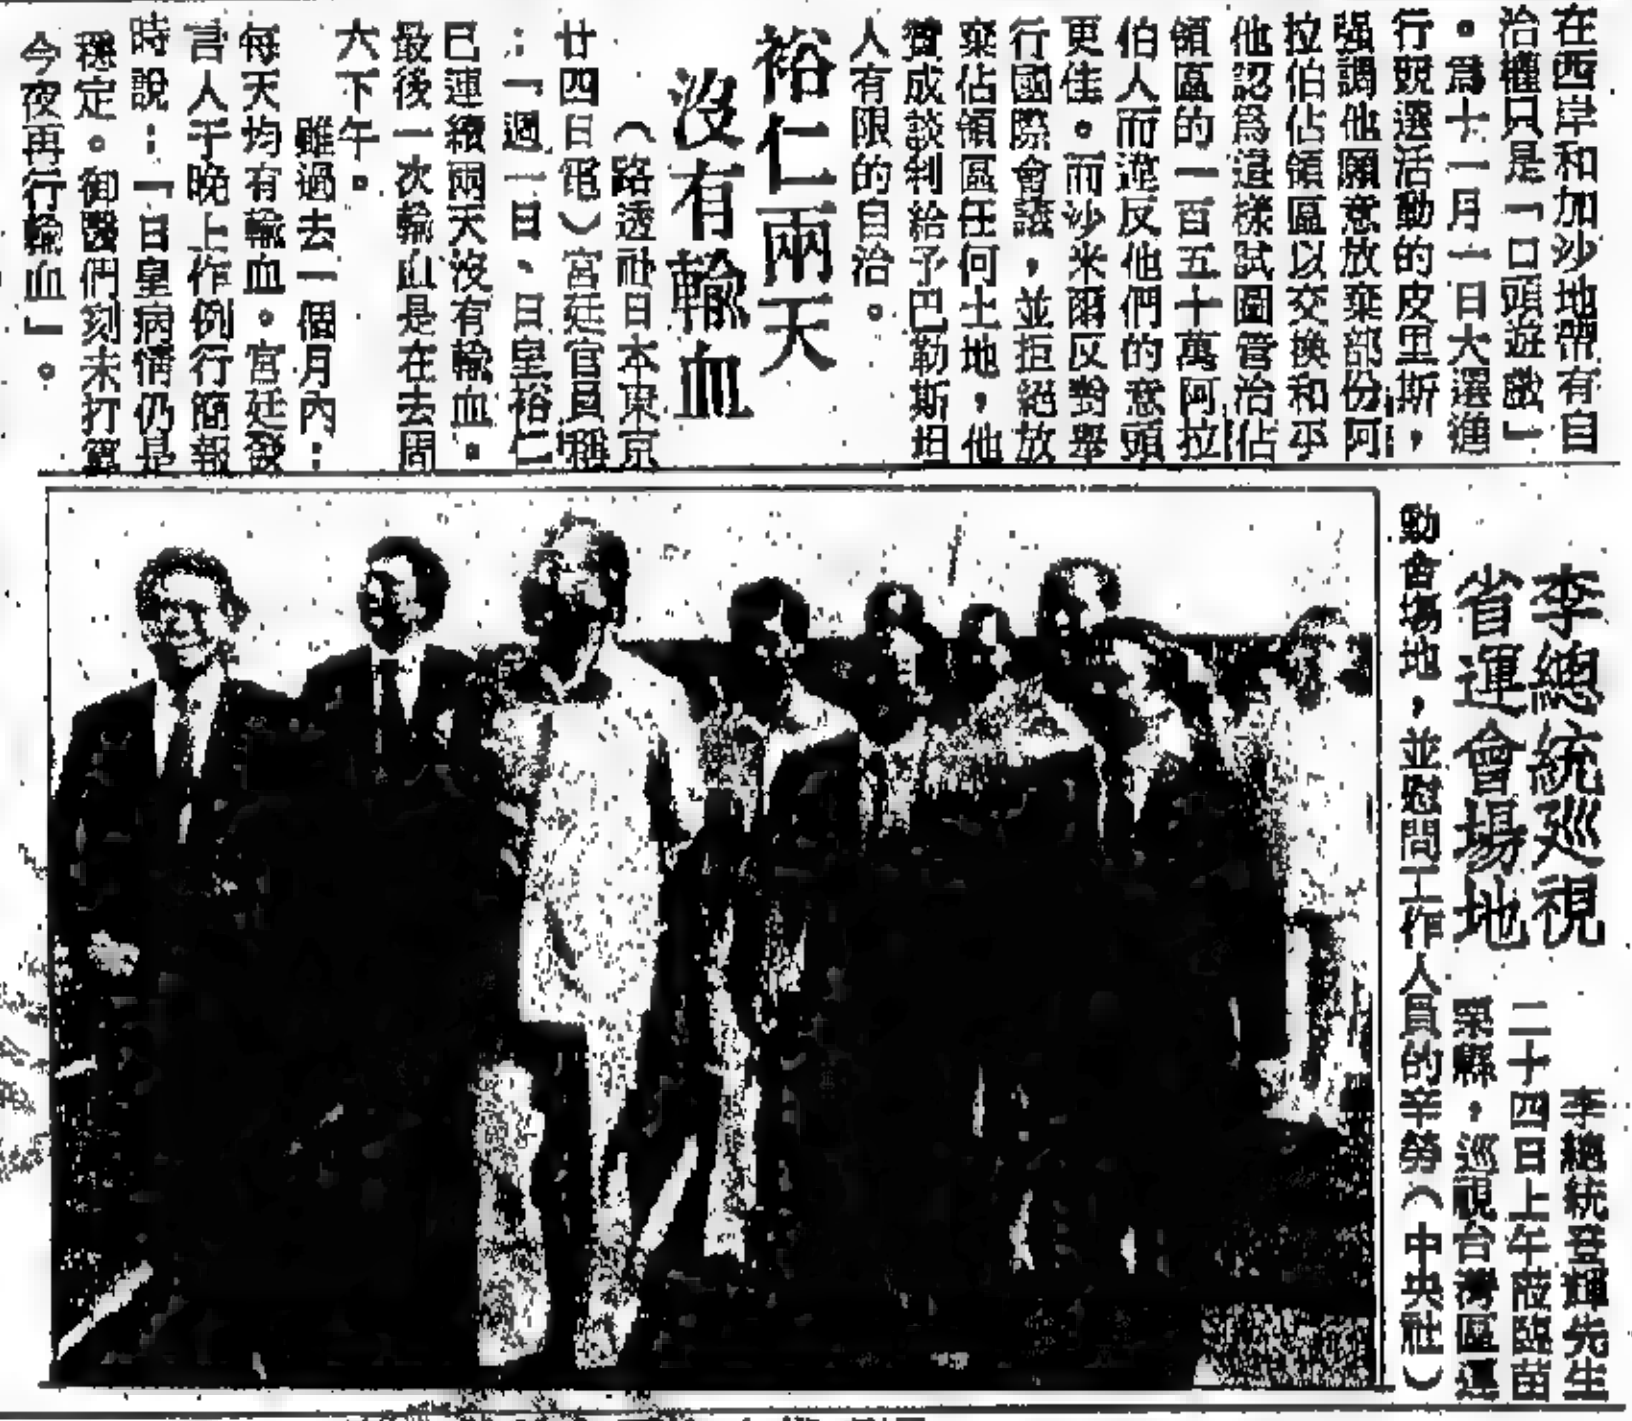 在西岸和加沙地帶有自
治權只是「口頭遊戲」
。爲十一月一日大選進
行競選活動的皮里斯，
强調他願意放棄部份阿
拉伯佔領區以交換和平
他認爲這樣試圖管治佔
領區的一百五十萬阿拉
伯人而違反他們的意願
更佳。而沙米爾反對舉
行國際會議，並拒絕放
棄佔領區任何土地，他
贊成談判給予巴勒斯坦
人有限的自治。
裕仁兩天
沒有輸血
（路透社日本東京
廿四日電）宮廷官員稱
：「週一日、日皇裕仁
已連續兩天沒有輸血。
最後一次輸血是在去周
六下午。
雖過去一個月內：
每天均有輸血。宮廷發
言人于晚上作例行簡報
時說：「日皇病情仍是
穩定。御醫們刻未打算
今夜再行輸血」。
李總統巡視
省運會場地
李總統登輝先生
二十四日上午蒞臨苗
栗縣，巡視台灣區運
動會場地，並慰問工作人員的辛勞（中央社）